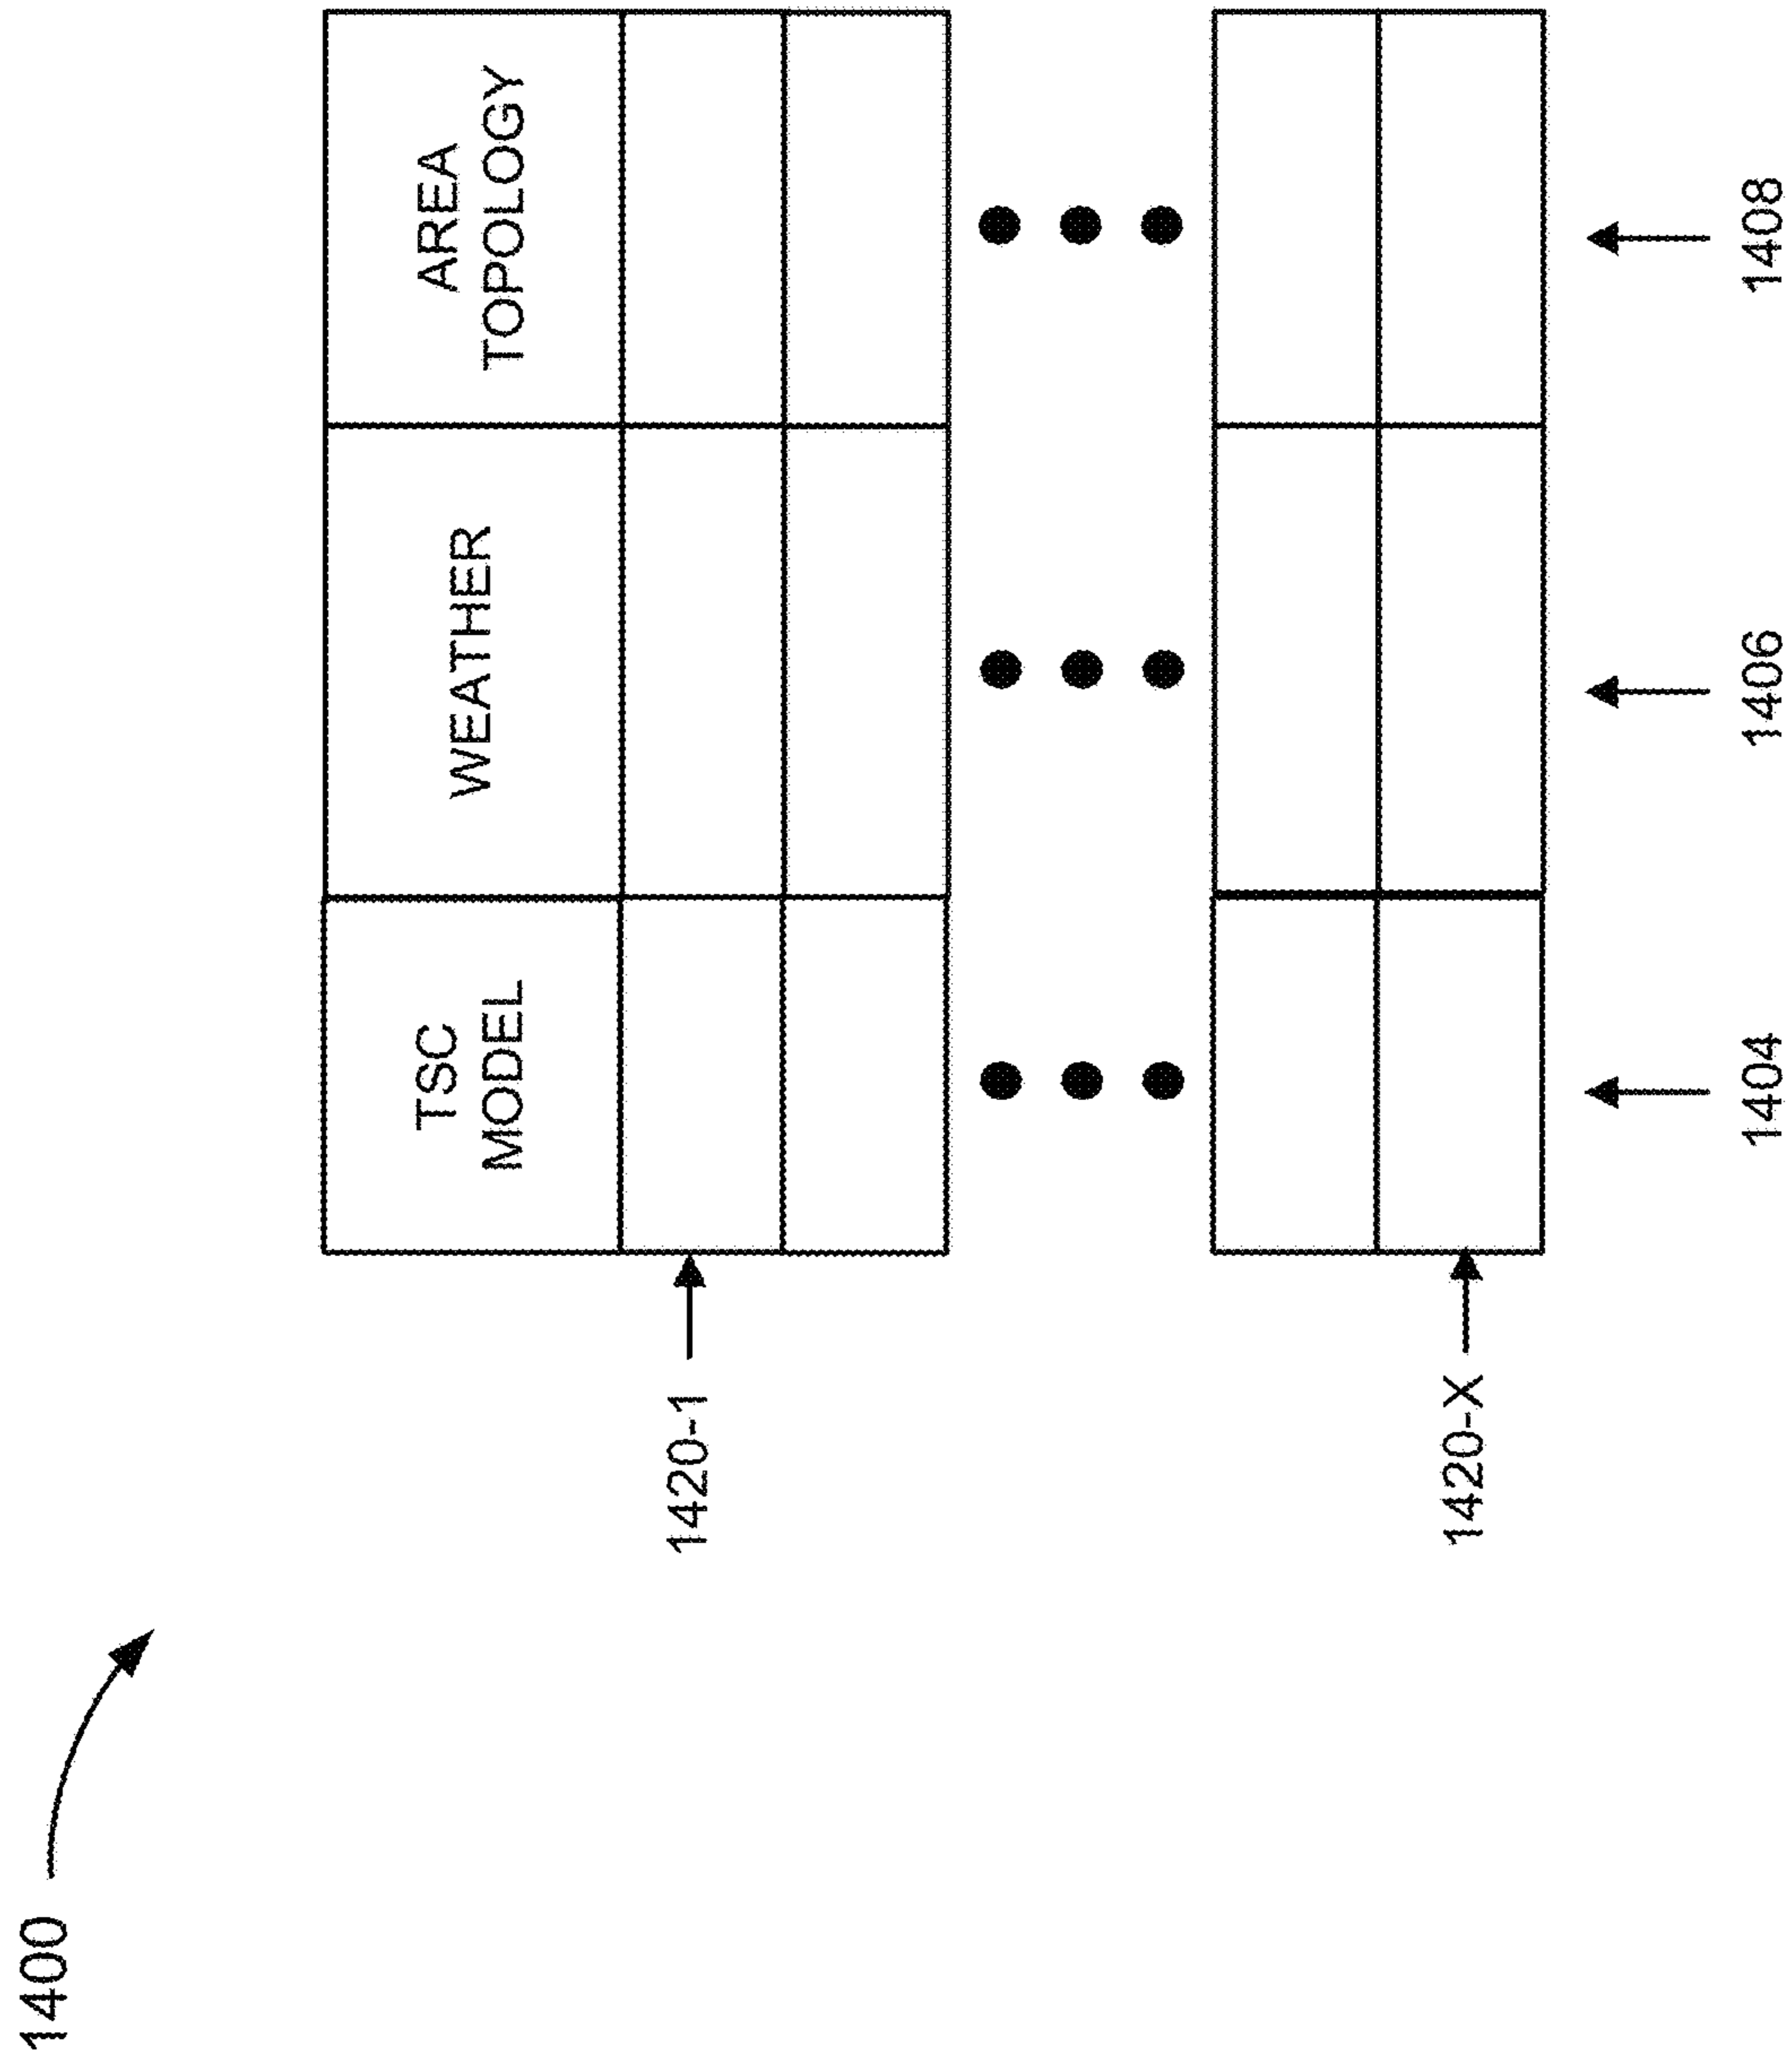 1400
TSC
MODEL
WEATHER
AREA
TOPOLOGY
1420-1
1420-X
1404
1406
1408